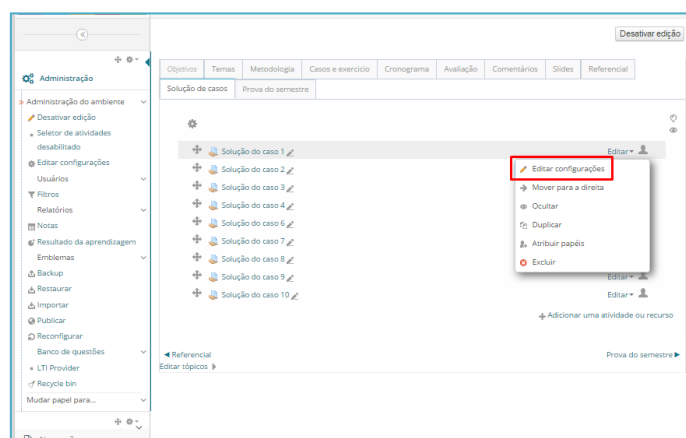 Desativar edição
Administração
Administração do ambiente
Desativar edição
Seletor de atividades
desabilitado
Editar configurações
Usuários
Filtros
Relatórios
Notas
Resultado da aprendizagem
Emblemas
Backup
Restaurar
Importar
Publicar
Reconfigurar
Banco de questões
LTI Provider
Recycle bin
Mudar papel para...
Objetivos Temas Metodologia Casos e exercicio Cronograma Avaliação Comentários Slides Referencial
Solução de casos Prova do semestre
Solução do caso 1 Editar
Solução do caso 2
Solução do caso 3
Solução do caso 4
Solução do caso 6
Solução do caso 7
Solução do caso 8
Solução do caso 9 Editar
Solução do caso 10 Editar
Editar configurações
Mover para a direita
Ocultar
Duplicar
Atribuir papéis
Excluir
Adicionar uma atividade ou recurso
Referencial Prova do semestre
Editar tópicos